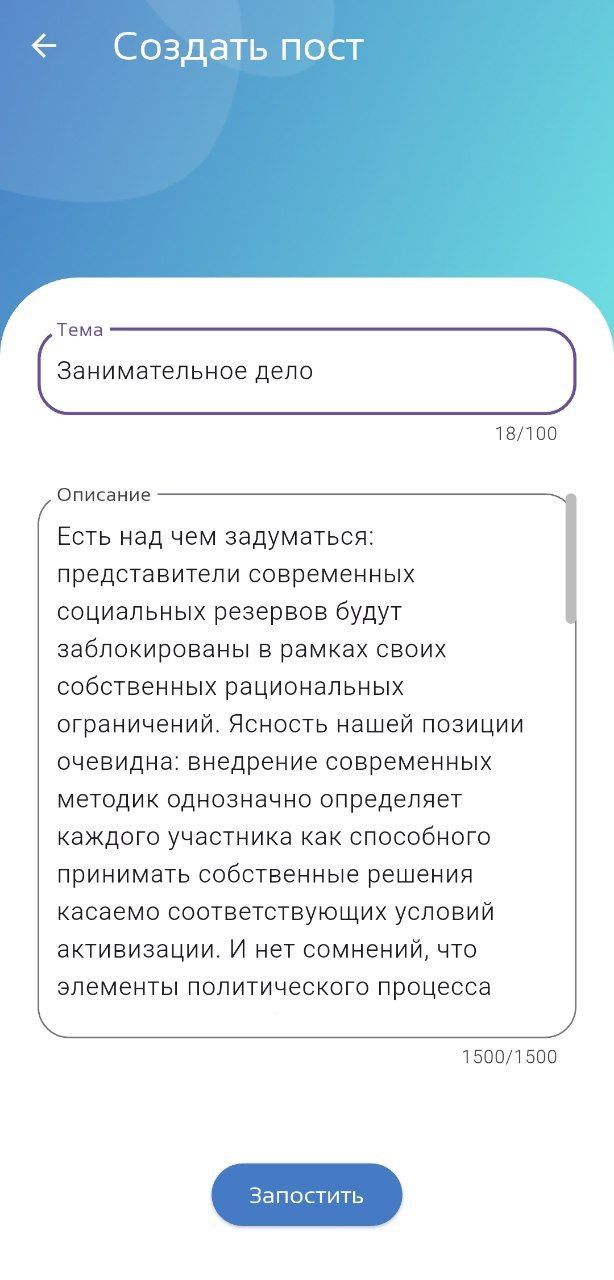 Создать пост
Тема
Занимательное дело
18/100
Описание
Есть над чем задуматься:
представители современных
социальных резервов будут
заблокированы в рамках своих
собственных рациональных
ограничений. Ясность нашей позиции
очевидна: внедрение современных
методик однозначно определяет
каждого участника как способного
принимать собственные решения
касаемо соответствующих условий
активизации. И нет сомнений, что
элементы политического процесса
1500/1500
Запостить